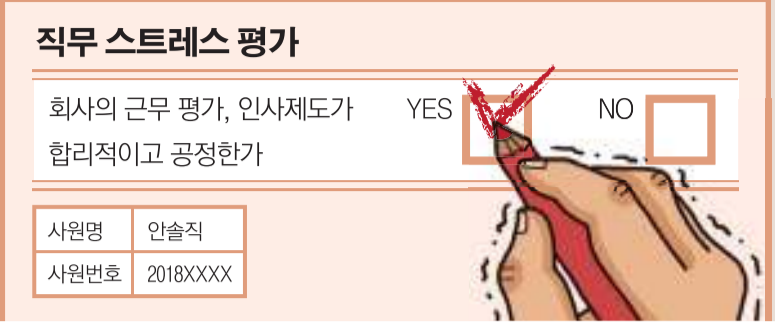 직무 스트레스 평가
회사의 근무 평가, 인사제도가 YES NO
합리적이고 공정한가
사원명 안솔직
사원번호 2018XXXX